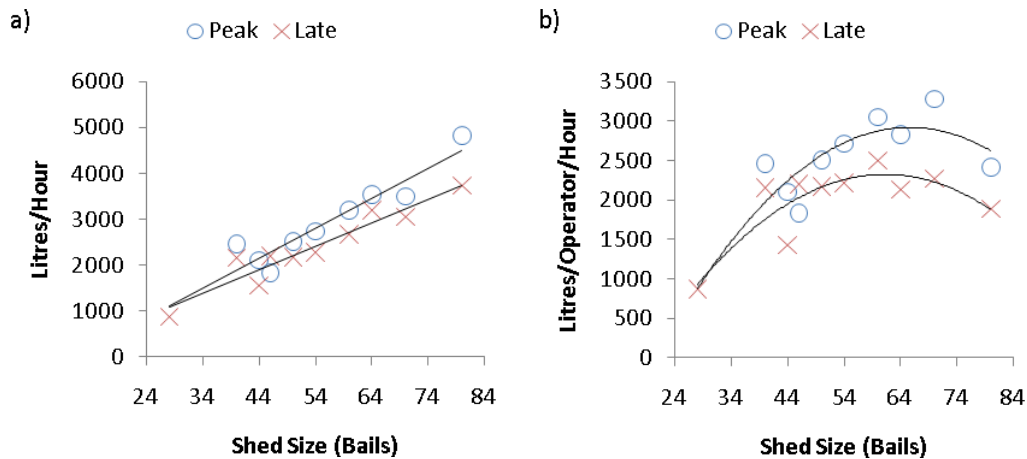 a)
Peak Late
Litres/Hour
6000
5000
4000
3000
2000
1000
0
24 34 44 54 64 74 84
Shed Size (Bails)
b)
Peak Late
Litres/Operator/Hour
3500
3000
2500
2000
1500
1000
500
0
24 34 44 54 64 74 84
Shed Size (Bails)